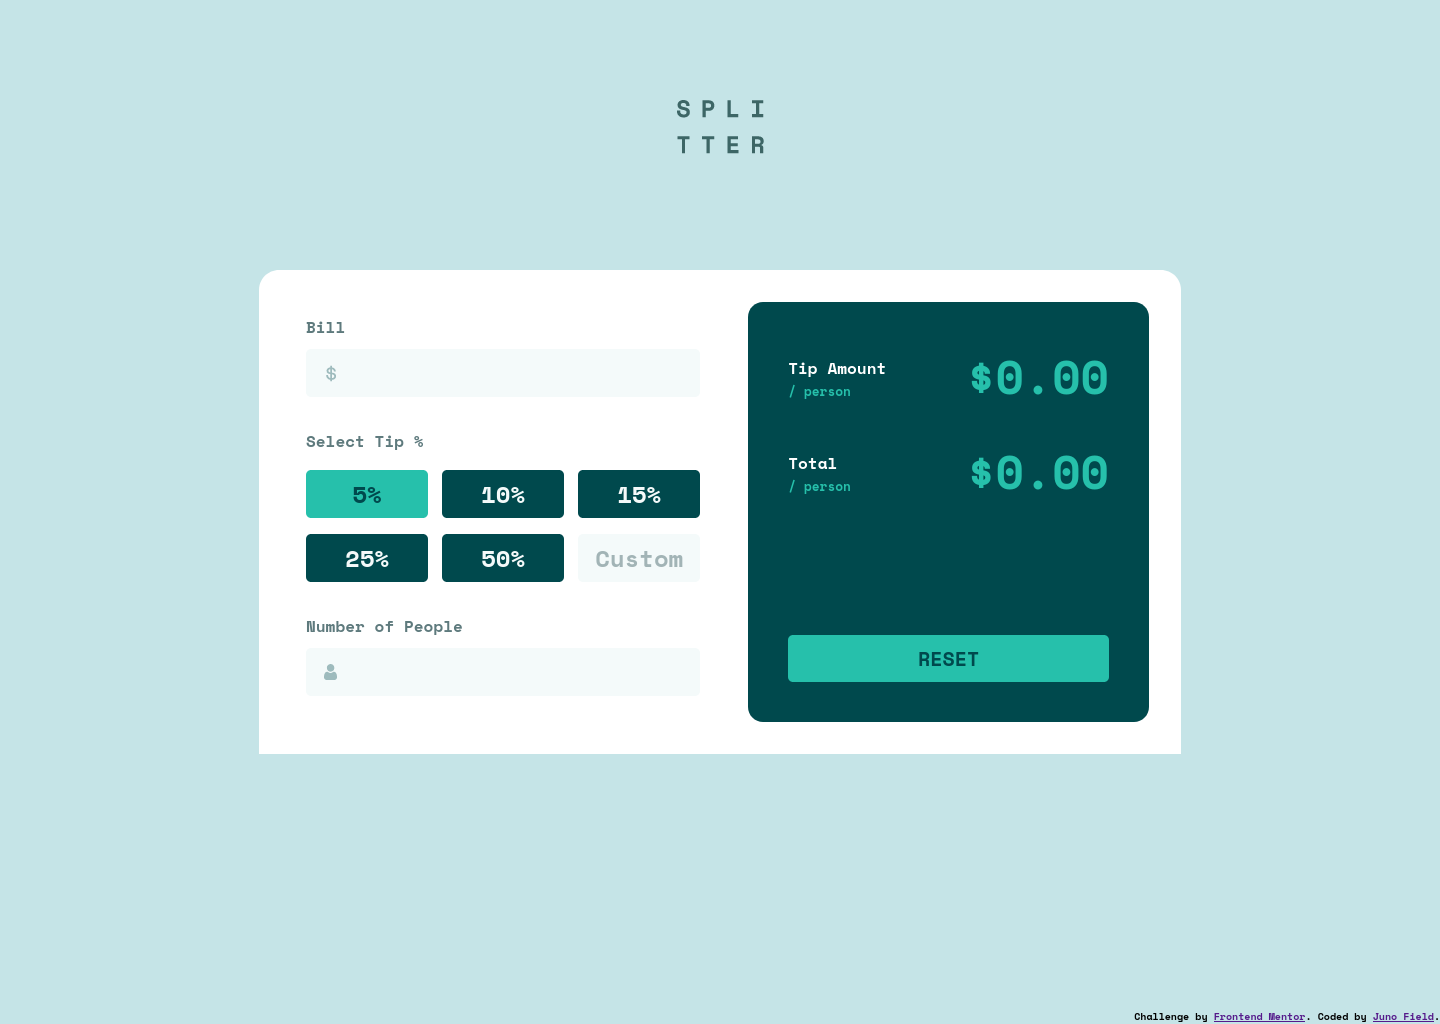 SPLI
TTER
Bill
$
Select Tip %
5% 10% 15%
25% 50% Custom
Number of People
Tip Amount
/ person
$0.00
Total
/ person
$0.00
RESET
Challenge by Frontend Mentor. Coded by Juno Field.